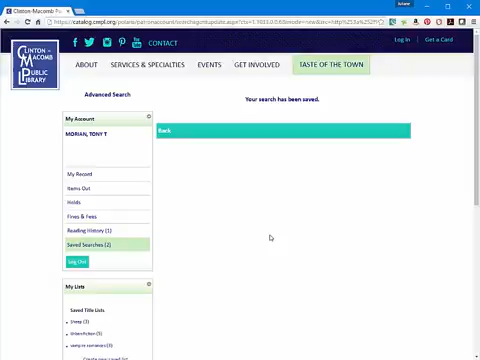 Clinton-Macomb Pu
https://catalog.cmpl.org/polaris/patronaccount/
CONTACT
Log In | Get a Card
CLINTON-
MACOMB
PUBLIC
LIBRARY
ABOUT
SERVICES & SPECIALTIES
EVENTS
GET INVOLVED
TASTE OF THE TOWN
Advanced Search
Your search has been saved.
My Account
Back
MORIAN, TONY T
My Record
Items Out
Holds
Fines & Fees
Reading History (1)
Saved Searches (2)
Log Out
My Lists
Saved Title Lists
Sheep (3)
Urban fiction (5)
vampire romances (3)
Create new saved list